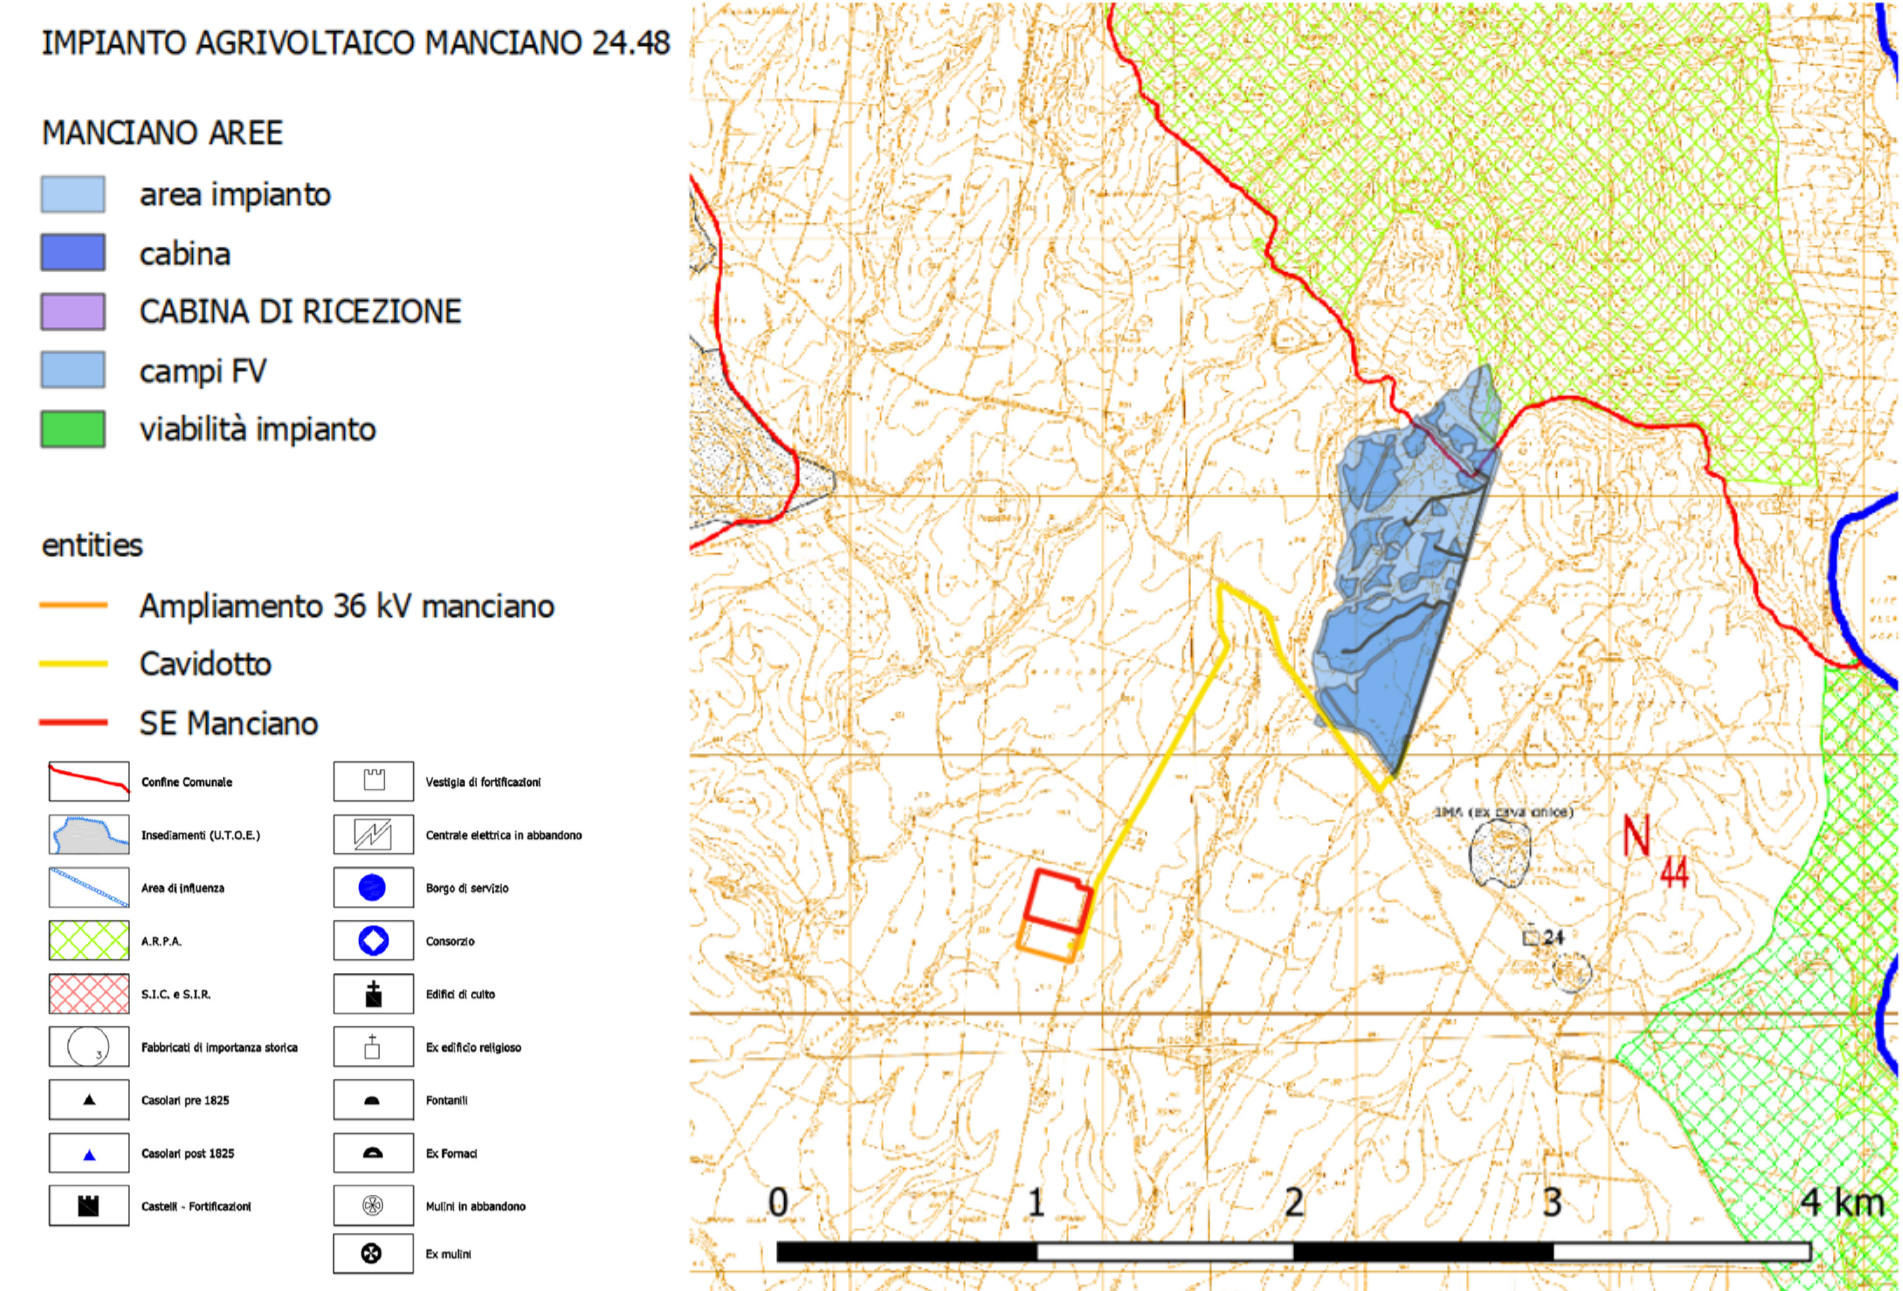 IMPIANTO AGRIVOLTAICO MANCIANO 24.48
MANCIANO AREE
area impianto
cabina
CABINA DI RICEZIONE
campi FV
viabilità impianto
entities
Ampliamento 36 kV manciano
Cavidotto
SE Manciano
Confine Comunale
Insediamenti (U.T.O.E.)
Area di influenza
A.R.P.A.
S.I.C. e S.I.R.
3
Fabbricati di importanza storica
Casolari pre 1825
Casolari post 1825
Castelli - Fortificazioni
Vestigia di fortificazioni
Centrale elettrica in abbandono
Borgo di servizio
Consorzio
Edifici di culto
Ex edificio religioso
Fontanili
Ex Fornaci
Mulini in abbandono
Ex mulini
(Ex cava onice)
N
44
24
0 1 2 3 4 km